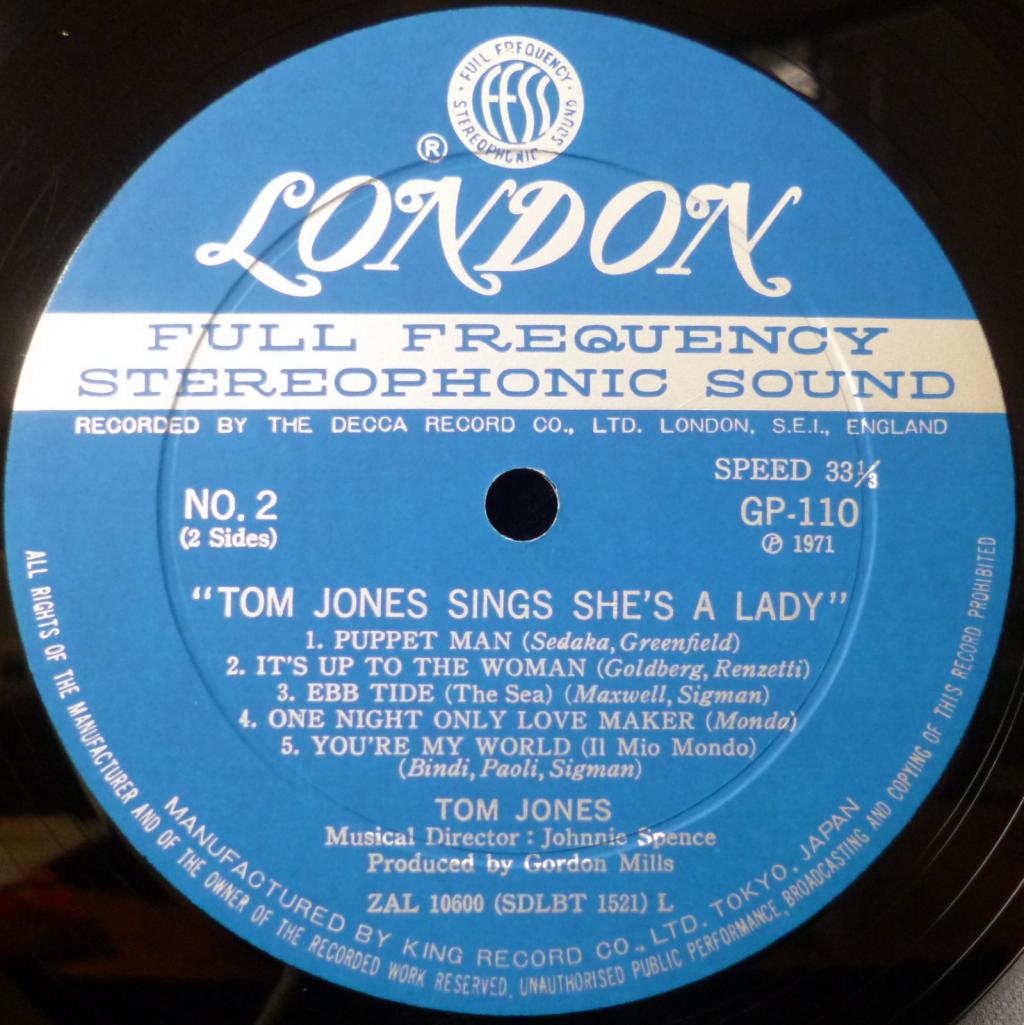 FULL FREQUENCY
STEREOPHONIC SOUND
FFSS
®
LONDON
FULL FREQUENCY
STEREOPHONIC SOUND
RECORDED BY THE DECCA RECORD CO., LTD. LONDON, S.E.I., ENGLAND
SPEED 33⅓
NO. 2
GP-110
(2 Sides)
℗ 1971
"TOM JONES SINGS SHE'S A LADY"
1. PUPPET MAN (Sedaka, Greenfield)
2. IT'S UP TO THE WOMAN (Goldberg, Renzetti)
3. EBB TIDE (The Sea) (Maxwell, Sigman)
4. ONE NIGHT ONLY LOVE MAKER (Monda)
5. YOU'RE MY WORLD (Il Mio Mondo)
(Bindi, Paoli, Sigman)
TOM JONES
Musical Director : Johnnie Spence
Produced by Gordon Mills
ZAL 10600 (SDLBT 1521) L
MANUFACTURED BY KING RECORD CO., LTD. TOKYO, JAPAN
ALL RIGHTS OF THE MANUFACTURER AND OF THE OWNER OF THE RECORDED WORK RESERVED, UNAUTHORISED PUBLIC PERFORMANCE, BROADCASTING AND COPYING OF THIS RECORD PROHIBITED